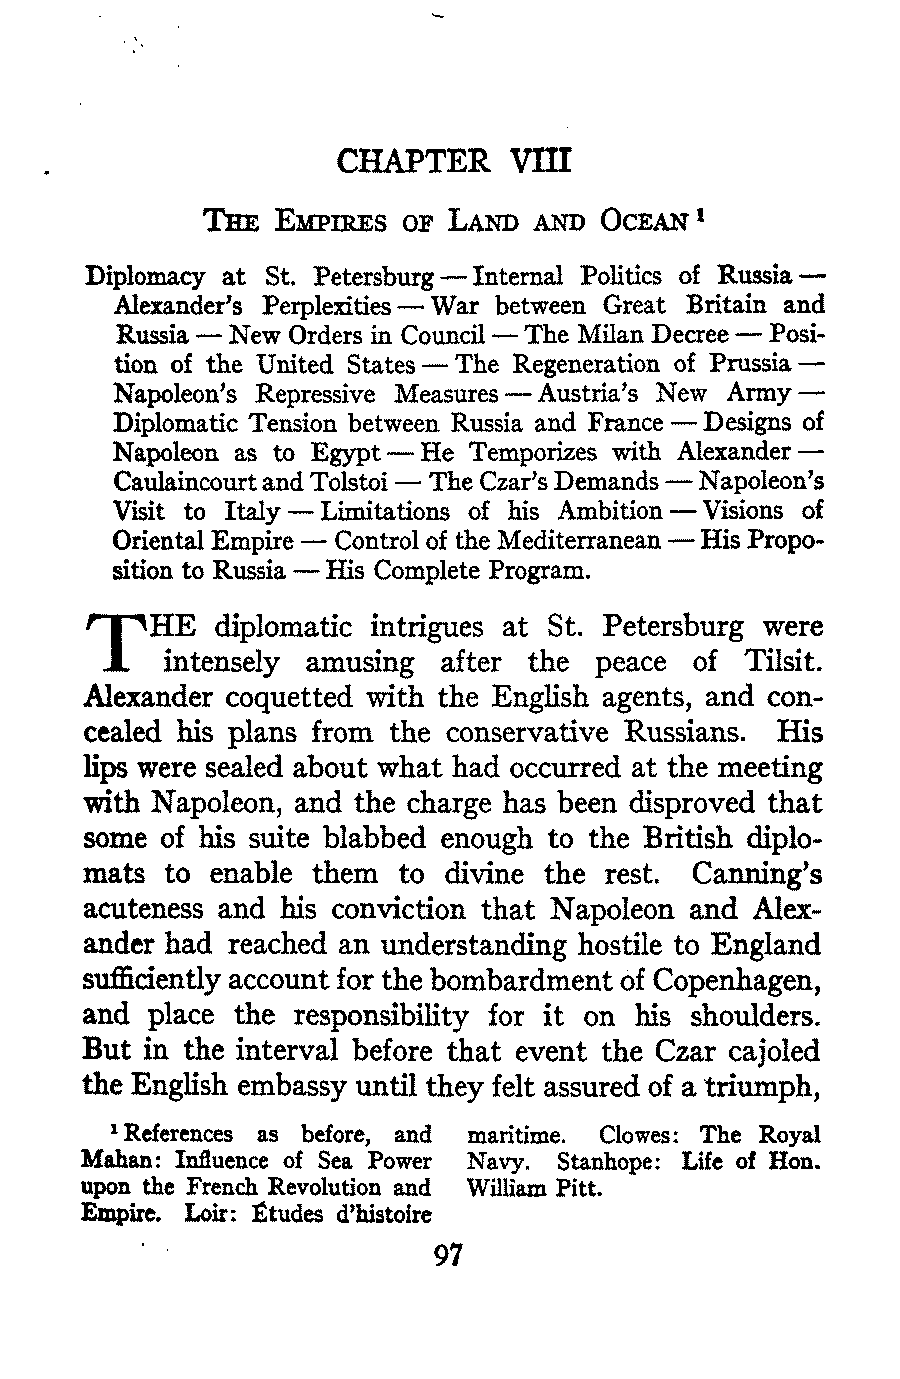 CHAPTER VIII
THE EMPIRES OF LAND AND OCEAN 1
Diplomacy at St. Petersburg — Internal Politics of Russia —
Alexander's Perplexities — War between Great Britain and
Russia — New Orders in Council — The Milan Decree — Posi-
tion of the United States — The Regeneration of Prussia —
Napoleon's Repressive Measures — Austria's New Army —
Diplomatic Tension between Russia and France — Designs of
Napoleon as to Egypt — He Temporizes with Alexander —
Caulaincourt and Tolstoi — The Czar's Demands — Napoleon's
Visit to Italy — Limitations of his Ambition — Visions of
Oriental Empire — Control of the Mediterranean — His Propo-
sition to Russia — His Complete Program.
THE diplomatic intrigues at St. Petersburg were
intensely amusing after the peace of Tilsit.
Alexander coquetted with the English agents, and con-
cealed his plans from the conservative Russians. His
lips were sealed about what had occurred at the meeting
with Napoleon, and the charge has been disproved that
some of his suite blabbed enough to the British diplo-
mats to enable them to divine the rest. Canning's
acuteness and his conviction that Napoleon and Alex-
ander had reached an understanding hostile to England
sufficiently account for the bombardment of Copenhagen,
and place the responsibility for it on his shoulders.
But in the interval before that event the Czar cajoled
the English embassy until they felt assured of a triumph,
1 References as before, and
Mahan: Influence of Sea Power
upon the French Revolution and
Empire. Loir: Études d'histoire
maritime. Clowes: The Royal
Navy. Stanhope: Life of Hon.
William Pitt.
97